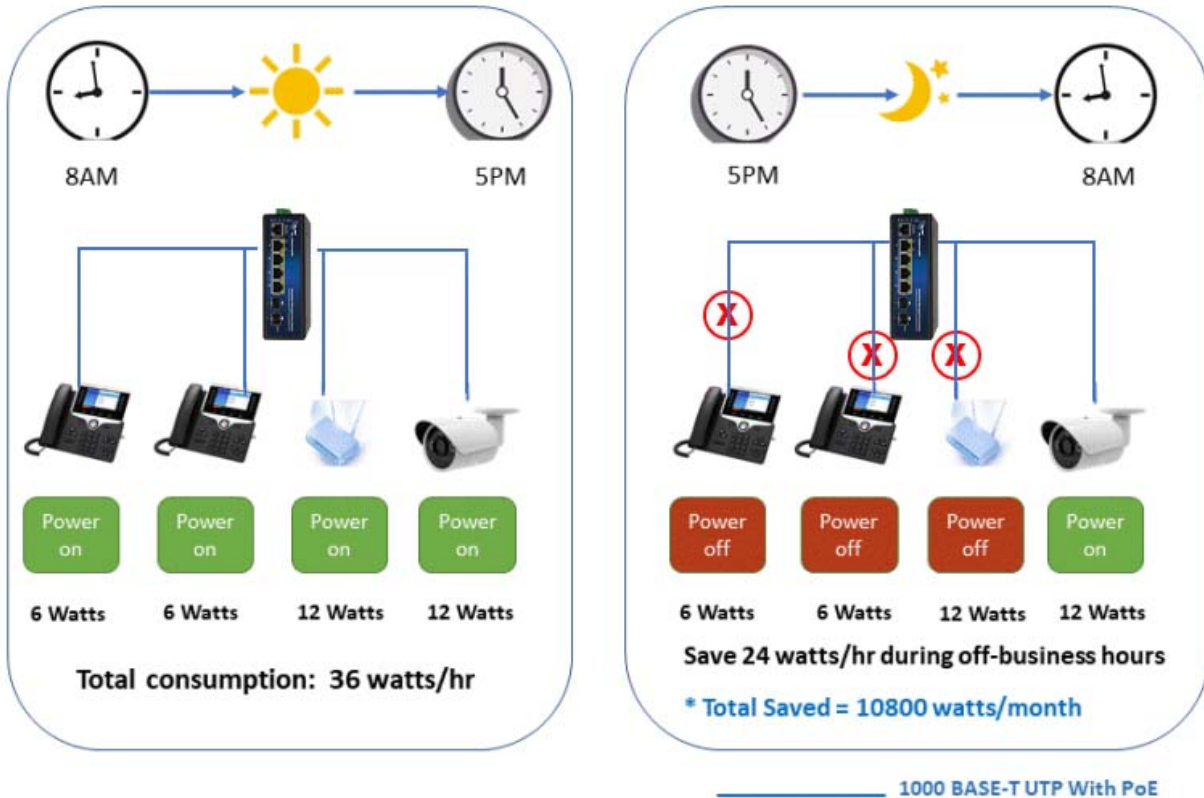 8AM
5PM
Power
on
Power
on
Power
on
Power
on
6 Watts
6 Watts
12 Watts
12 Watts
Total consumption: 36 watts/hr
5PM
8AM
X
X
X
Power
off
Power
off
Power
off
Power
on
6 Watts
6 Watts
12 Watts
12 Watts
Save 24 watts/hr during off-business hours
* Total Saved = 10800 watts/month
1000 BASE-T UTP With PoE